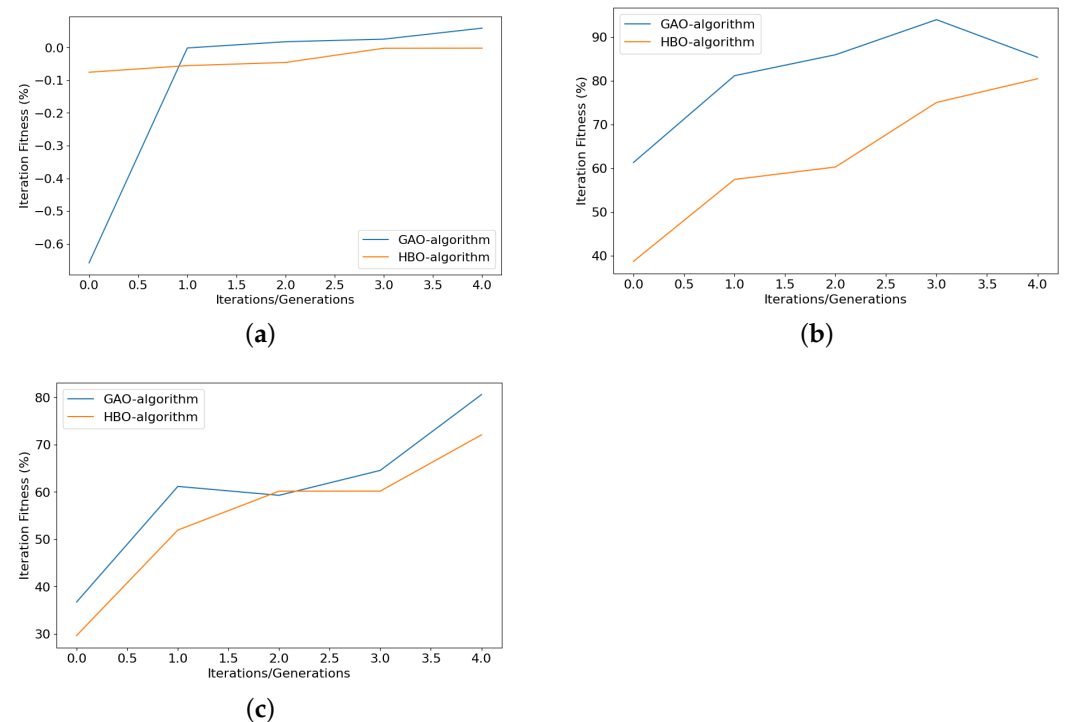 0.0
−0.1
−0.2
−0.3
−0.4
−0.5
−0.6
Iteration Fitness (%)
GAO-algorithm
HBO-algorithm
0.0 0.5 1.0 1.5 2.0 2.5 3.0 3.5 4.0
Iterations/Generations
(a)
GAO-algorithm
HBO-algorithm
90
80
70
60
50
40
Iteration Fitness (%)
0.0 0.5 1.0 1.5 2.0 2.5 3.0 3.5 4.0
Iterations/Generations
(b)
GAO-algorithm
HBO-algorithm
80
70
60
50
40
30
Iteration Fitness (%)
0.0 0.5 1.0 1.5 2.0 2.5 3.0 3.5 4.0
Iterations/Generations
(c)